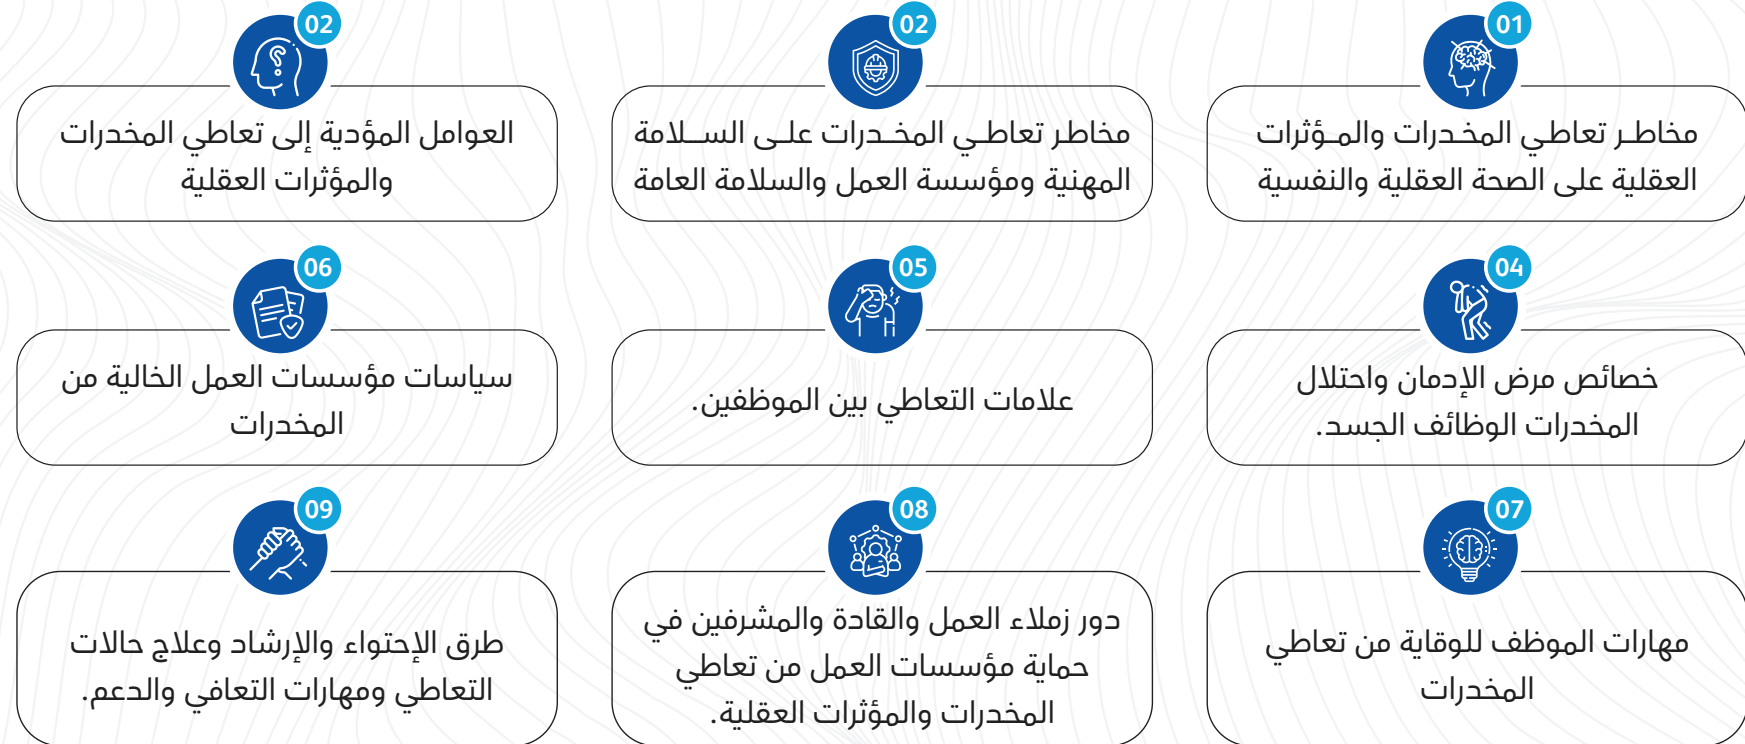 01
مخاطر تعاطي المخدرات والمؤثرات
العقلية على الصحة العقلية والنفسية
02
مخاطر تعاطي المخدرات على السلامة
المهنية ومؤسسة العمل والسلامة العامة
02
العوامل المؤدية إلى تعاطي المخدرات
والمؤثرات العقلية
04
خصائص مرض الإدمان واحتلال
المخدرات الوظائف الجسد.
05
علامات التعاطي بين الموظفين.
06
سياسات مؤسسات العمل الخالية من
المخدرات
07
مهارات الموظف للوقاية من تعاطي
المخدرات
08
دور زملاء العمل والقادة والمشرفين في
حماية مؤسسات العمل من تعاطي
المخدرات والمؤثرات العقلية.
09
طرق الإحتواء والإرشاد وعلاج حالات
التعاطي ومهارات التعافي والدعم.